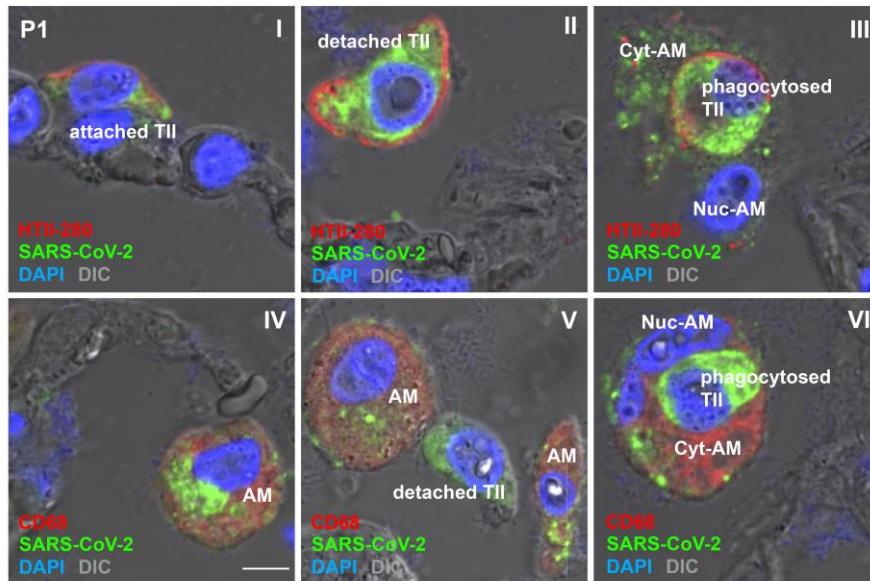 P1
I
attached TII
HTII-280
SARS-CoV-2
DAPI DIC
II
detached TII
HTII-280
SARS-CoV-2
DAPI DIC
III
Cyt-AM
phagocytosed
TII
Nuc-AM
HTII-280
SARS-CoV-2
DAPI DIC
IV
AM
CD68
SARS-CoV-2
DAPI DIC
V
AM
AM
detached TII
CD68
SARS-CoV-2
DAPI DIC
VI
Nuc-AM
phagocytosed
TII
Cyt-AM
CD68
SARS-CoV-2
DAPI DIC